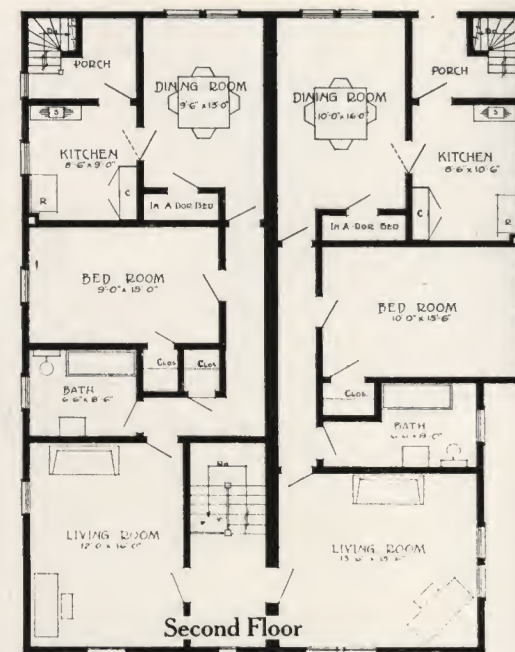 Dn
PORCH
DINING ROOM
9'-6" x 13'-0"
DINING ROOM
10'-0" x 16'-0"
PORCH
Dn
S
KITCHEN
8'-6" x 9'-0"
S
KITCHEN
8'-6" x 10'-6"
R
C
IN A DOR BED
IN A DOR BED
C
R
BED ROOM
9'-0" x 15'-0"
BED ROOM
10'-0" x 15'-6"
CLOS.
CLOS.
CLOS.
BATH
6'-6" x 8'-6"
BATH
LIVING ROOM
12'-0" x 16'-0"
LIVING ROOM
Second Floor